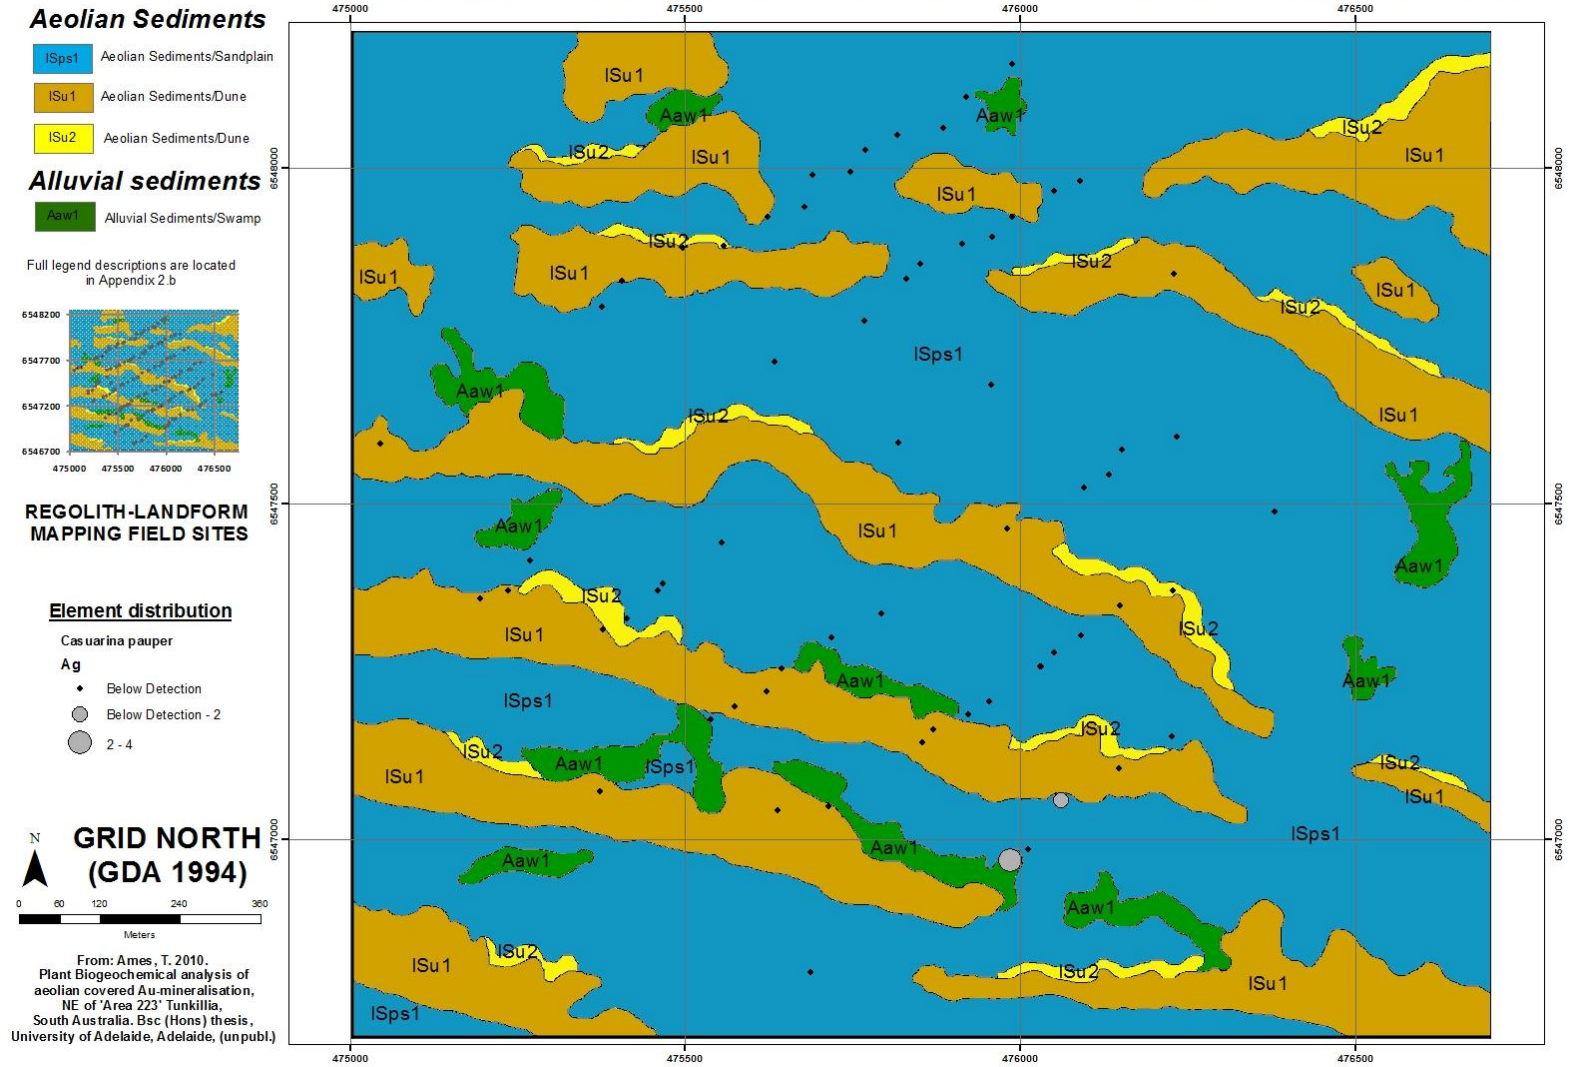 Aeolian Sediments
ISps1 Aeolian Sediments/Sandplain
ISu1 Aeolian Sediments/Dune
ISu2 Aeolian Sediments/Dune
Alluvial sediments
Aaw1 Alluvial Sediments/Swamp
Full legend descriptions are located
in Appendix 2.b
6548200
6547700
6547200
6546700
475000 475500 476000 476500
REGOLITH-LANDFORM
MAPPING FIELD SITES
Element distribution
Casuarina pauper
Ag
Below Detection
Below Detection - 2
2 - 4
N
GRID NORTH
(GDA 1994)
0 60 120 240 360
Meters
From: Ames, T. 2010.
Plant Biogeochemical analysis of
aeolian covered Au-mineralisation,
NE of 'Area 223' Tunkillia,
South Australia. Bsc (Hons) thesis,
University of Adelaide, Adelaide, (unpubl.)
475000 475500 476000 476500
ISu1
Aaw1 Aaw1
ISu2
ISu2 ISu1 ISu1
6548000 6548000
ISu1
ISu2
ISu1 ISu1 ISu2
ISu1
ISu2
ISps1
Aaw1
ISu2 ISu1
6547500 6547500
Aaw1 ISu1
Aaw1
ISu2
ISu1 ISu2
Aaw1 Aaw1
ISps1
ISu2
ISu2
Aaw1 ISps1 ISu2
ISu1 ISu1
ISps1
6547000 6547000
Aaw1
Aaw1
Aaw1
ISu2
ISu1 ISu2
ISu1
ISps1
475000 475500 476000 476500